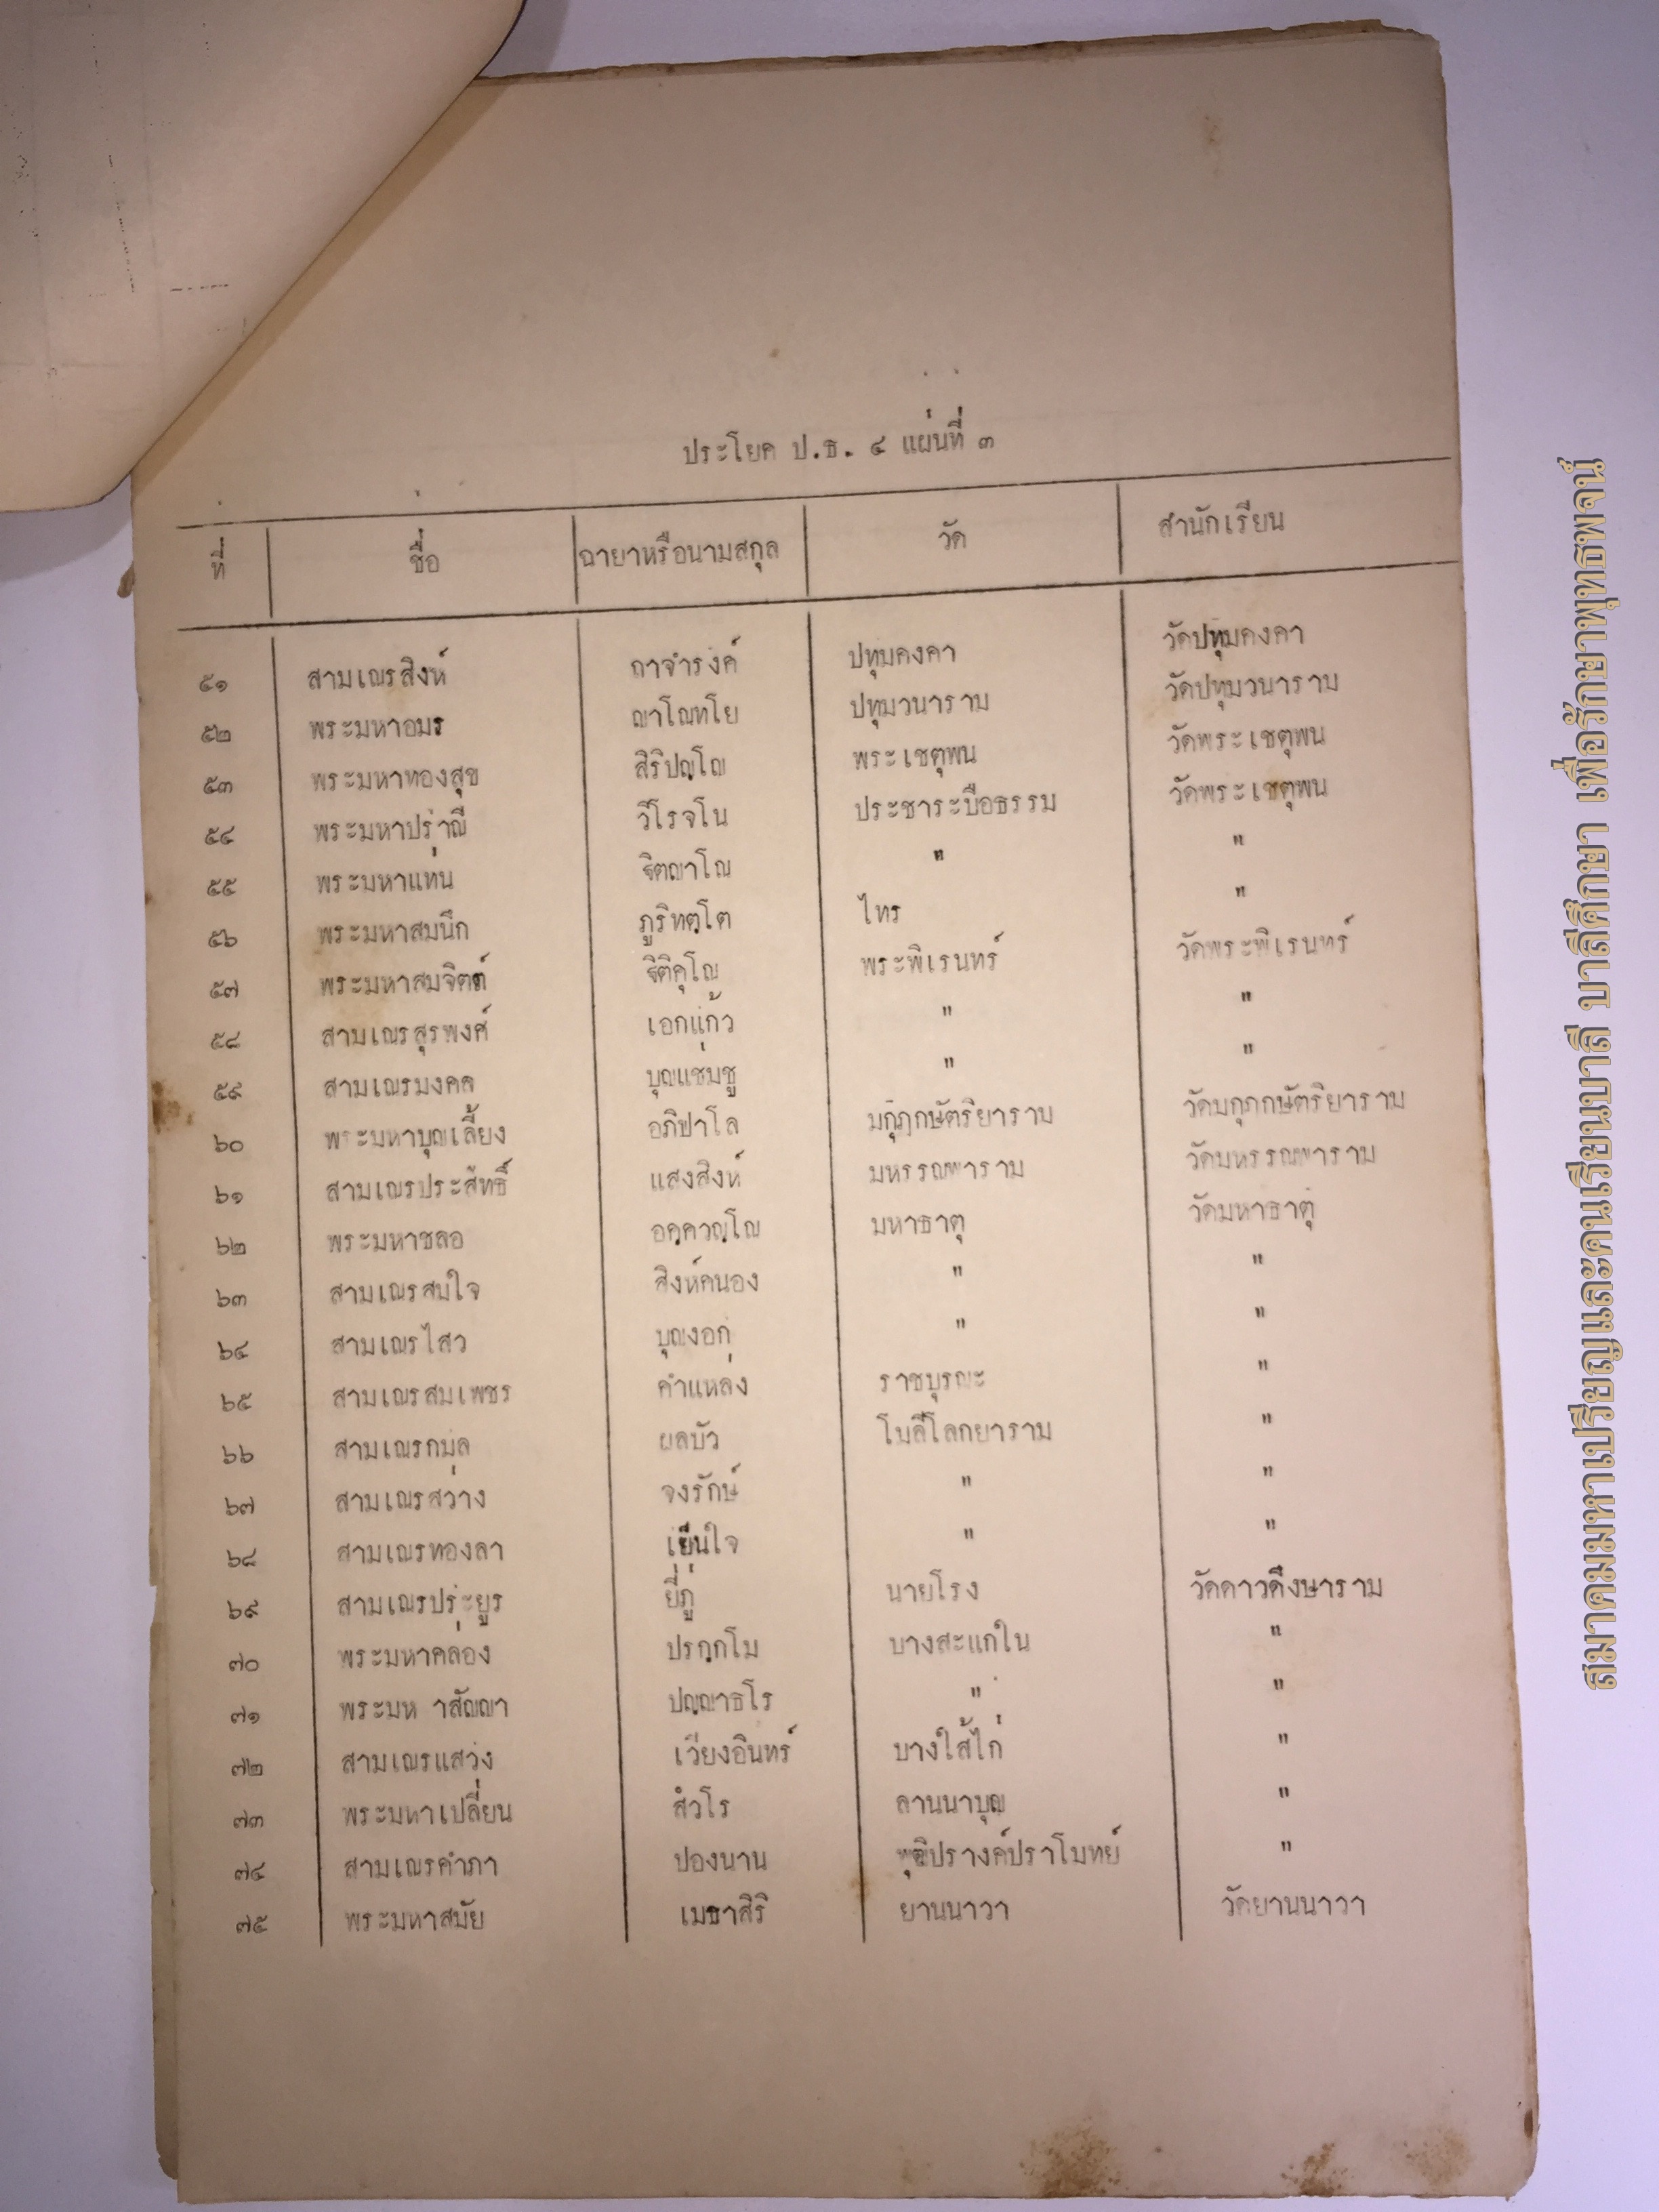 ประโยค ป.ธ. ๔ แผ่นที่ ๓
ที่ ชื่อ ฉายาหรือนามสกุล วัด สำนักเรียน
๕๑ สามเณรสิงห์ กาจำรงค์ ปทุมคงคา วัดปทุมคงคา
๕๒ พระมหาอมร ญาโณทโย ปทุมวนาราม วัดปทุมวนาราม
๕๓ พระมหาทองสุข สิริปญฺโญ พระเชตุพน วัดพระเชตุพน
๕๔ พระมหาปราณี วิโรจโน ประชาระบือธรรม วัดพระเชตุพน
๕๕ พระมหาแท่น ฐิตญาโณ " "
๕๖ พระมหาสมนึก ภูริทตฺโต ไทร "
๕๗ พระมหาสมจิตต์ ฐิติคุโณ พระพิเรนทร์ วัดพระพิเรนทร์
๕๘ สามเณรสุรพงศ์ เอกแก้ว " "
๕๙ สามเณรมงคล บุญแช่มชู " "
๖๐ พระมหาบุญเลี้ยง อภิปาโล มกุฏกษัตริยาราม วัดมกุฏกษัตริยาราม
๖๑ สามเณรประสิทธิ์ แสงสิงห์ มหรรณพาราม วัดมหรรณพาราม
๖๒ พระมหาชลอ อคฺควณฺโณ มหาธาตุ วัดมหาธาตุ
๖๓ สามเณรสมใจ สิงห์คนอง " "
๖๔ สามเณรไสว บุญงอก " "
๖๕ สามเณรสมเพชร คำแหล่ง ราชบุรณะ "
๖๖ สามเณรกมล ผลบัว โมลีโลกยาราม "
๖๗ สามเณรสว่าง จงรักษ์ " "
๖๘ สามเณรทองลา เย็นใจ " "
๖๙ สามเณรประยูร ยี่ภู่ นายโรง วัดดาวดึงษาราม
๗๐ พระมหาคล่อง ปรกฺกโม บางสะแกใน "
๗๑ พระมห าสัญญา ปญฺญาธโร " "
๗๒ สามเณรแสวง เวียงอินทร์ บางใส้ไก่ "
๗๓ พระมหาเปลี่ยน สํวโร ลานนาบุญ "
๗๔ สามเณรคำภา ปองนาน ปรางค์ปราโมทย์ "
๗๕ พระมหาสมัย เมธาสิริ ยานนาวา วัดยานนาวา
สมาคมมหาเปรียญและคนเรียนบาลี บาลีศึกษา เพื่อรักษาพุทธพจน์